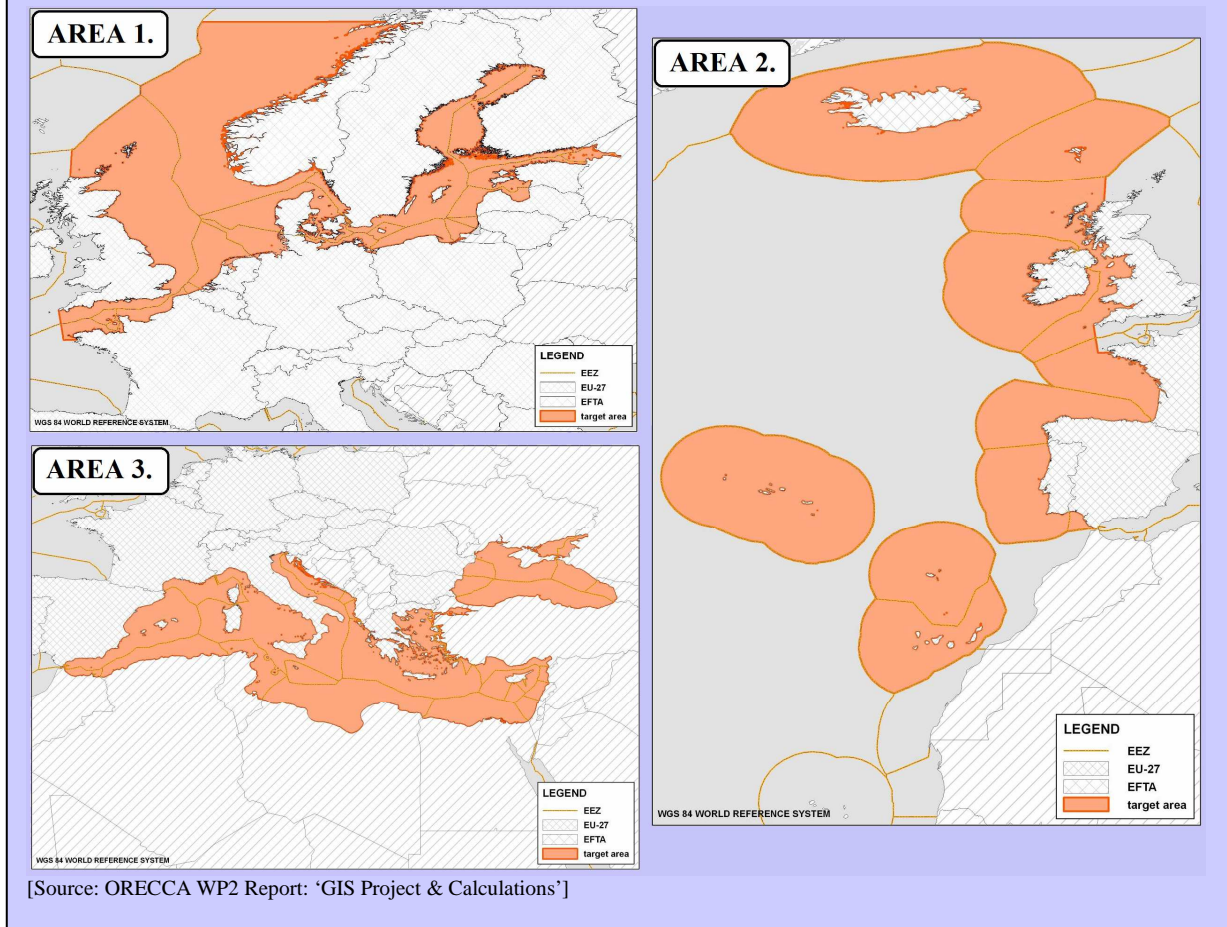 AREA 1.
LEGEND
EEZ
EU-27
EFTA
target area
WGS 84 WORLD REFERENCE SYSTEM
AREA 2.
LEGEND
EEZ
EU-27
EFTA
target area
WGS 84 WORLD REFERENCE SYSTEM
AREA 3.
LEGEND
EEZ
EU-27
EFTA
target area
WGS 84 WORLD REFERENCE SYSTEM
[Source: ORECCA WP2 Report: ‘GIS Project & Calculations’]